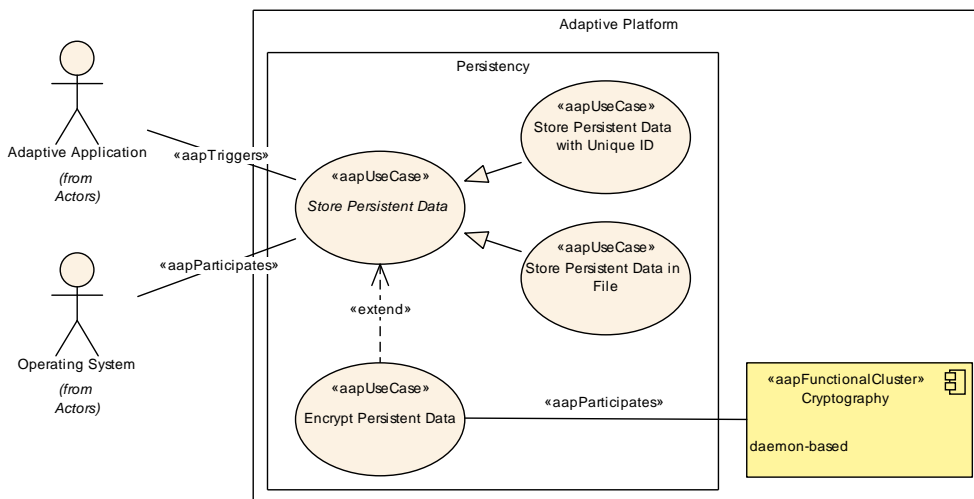 Adaptive Platform
Persistency
«aapUseCase»
Store Persistent Data
with Unique ID
Adaptive Application
(from
Actors)
«aapTriggers»
«aapUseCase»
Store Persistent Data
«aapUseCase»
Store Persistent Data in
File
«aapParticipates»
Operating System
(from
Actors)
«extend»
«aapUseCase»
Encrypt Persistent Data
«aapParticipates»
«aapFunctionalCluster»
Cryptography
daemon-based